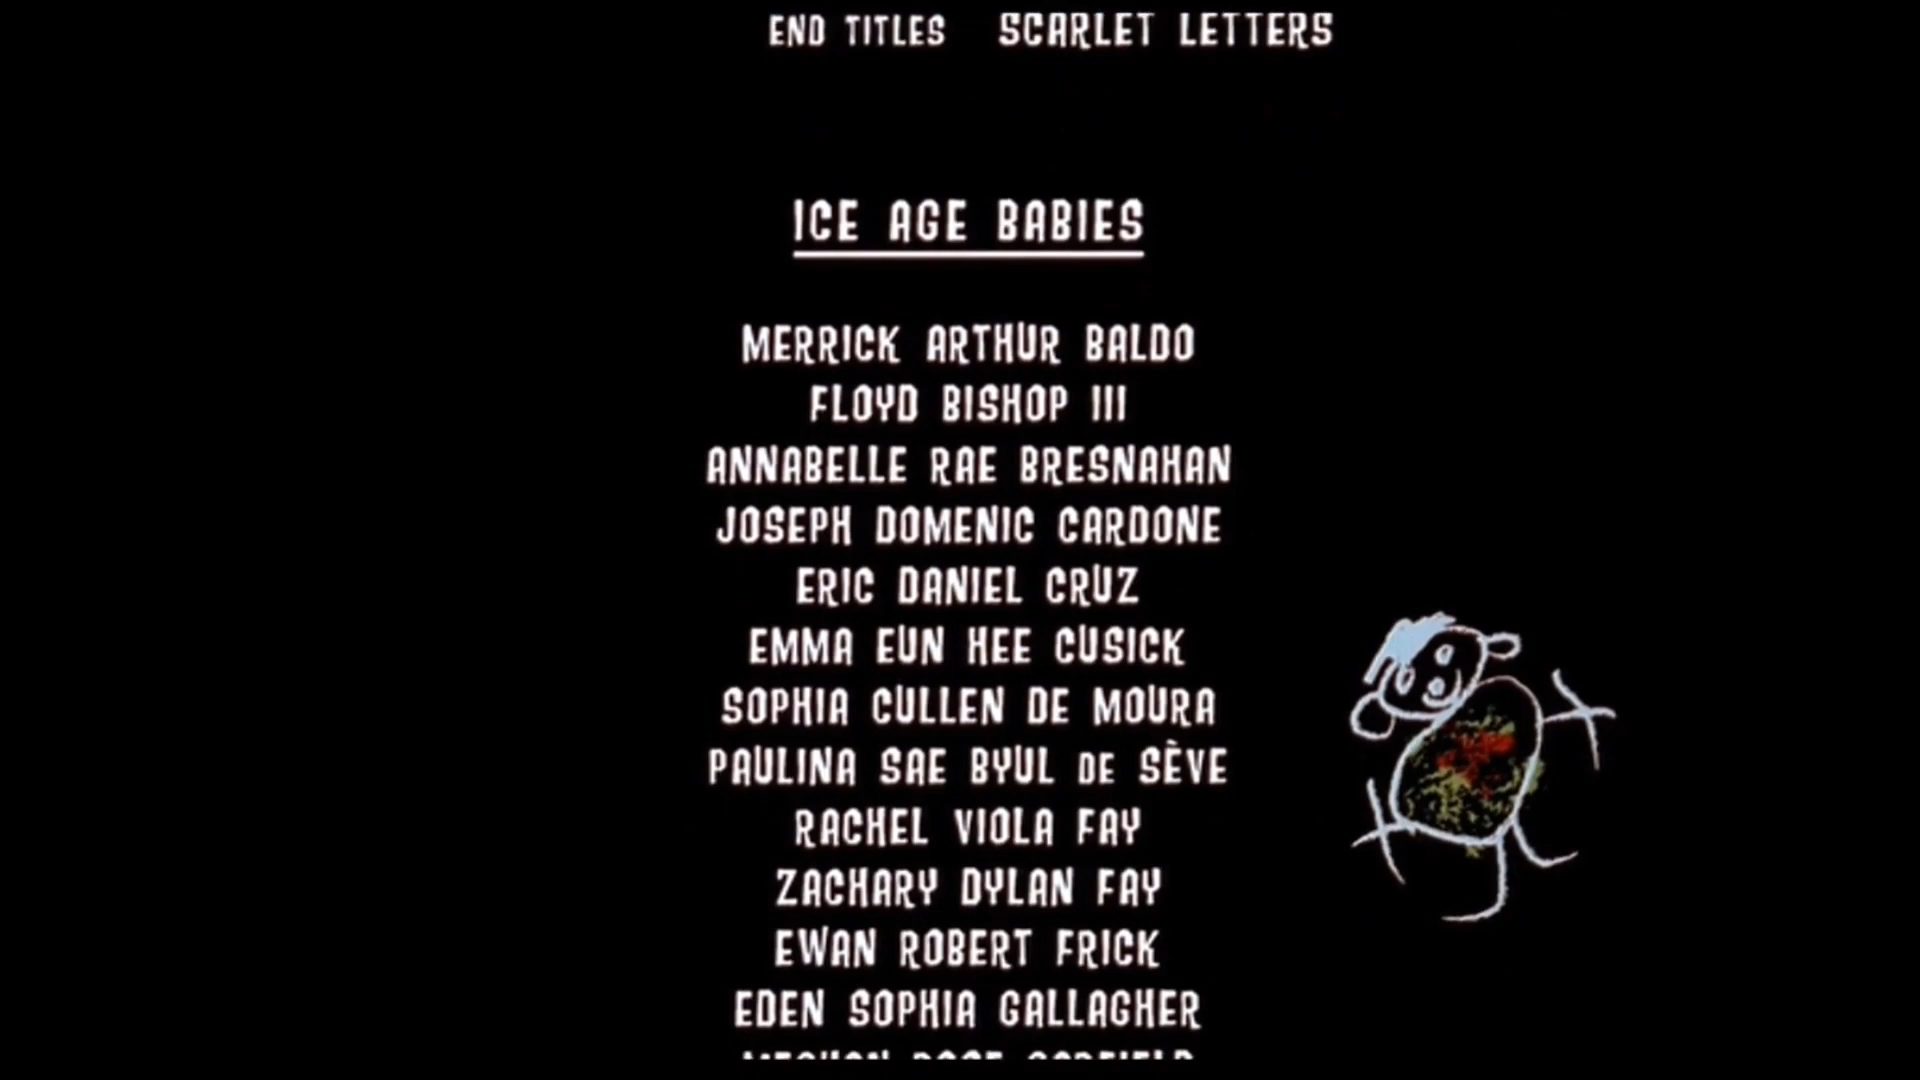 END TITLES SCARLET LETTERS
ICE AGE BABIES
MERRICK ARTHUR BALDO
FLOYD BISHOP III
ANNABELLE RAE BRESNAHAN
JOSEPH DOMENIC CARDONE
ERIC DANIEL CRUZ
EMMA EUN HEE CUSICK
SOPHIA CULLEN DE MOURA
PAULINA SAE BYUL DE SÈVE
RACHEL VIOLA FAY
ZACHARY DYLAN FAY
EWAN ROBERT FRICK
EDEN SOPHIA GALLAGHER